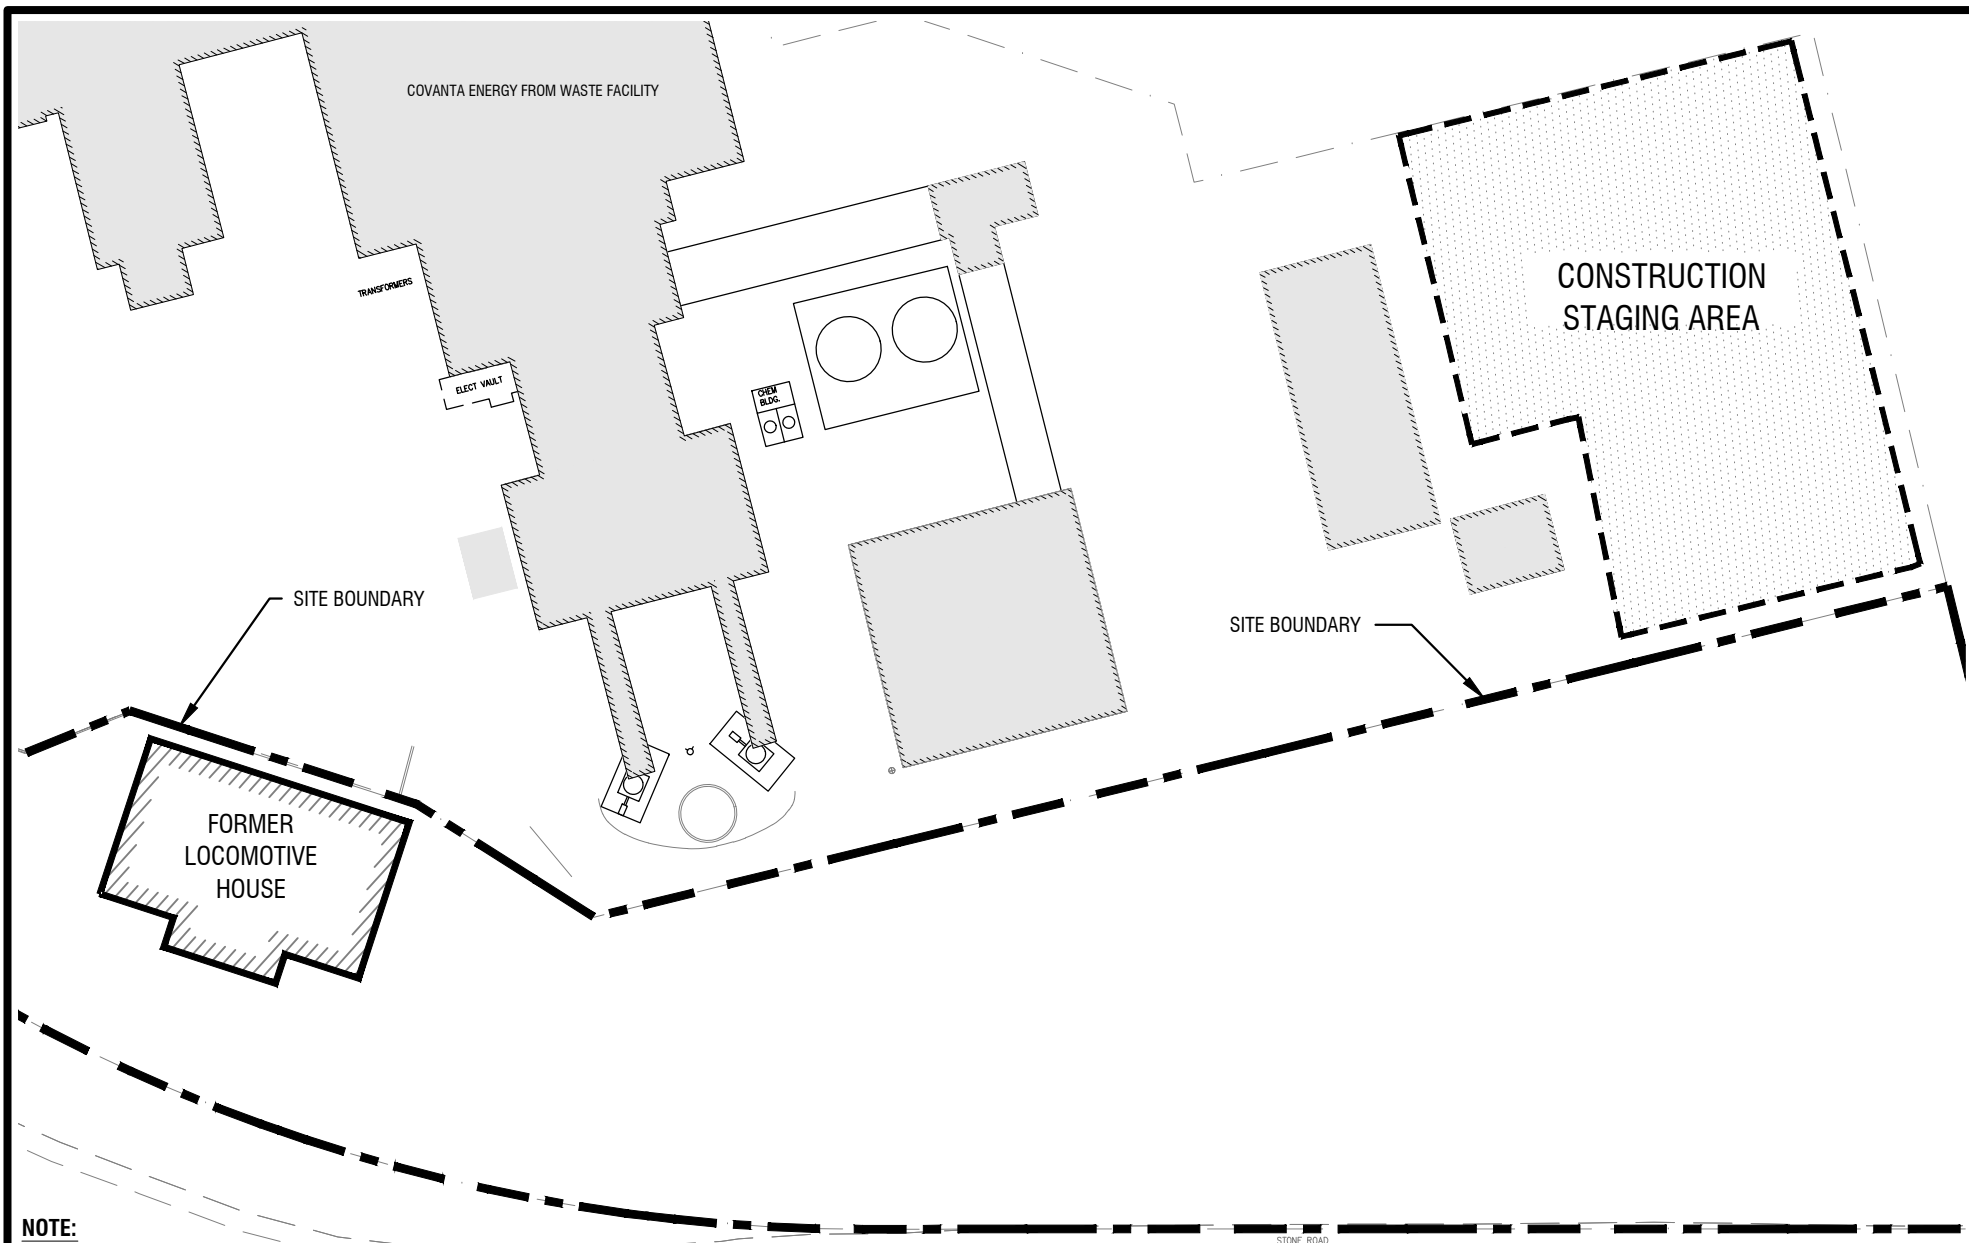 COVANTA ENERGY FROM WASTE FACILITY
CONSTRUCTION
STAGING AREA
TRANSFORMERS
ELECT VAULT
CHEM
BLDG.
SITE BOUNDARY
SITE BOUNDARY
FORMER
LOCOMOTIVE
HOUSE
NOTE:
STONE ROAD